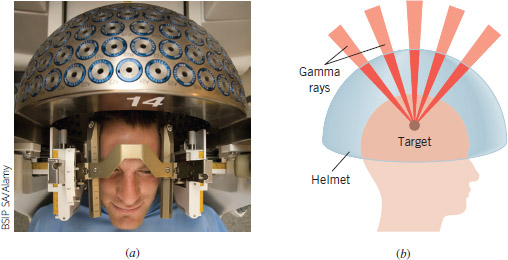 14
BSIP SA/Alamy
(a)
Gamma
rays
Target
Helmet
(b)